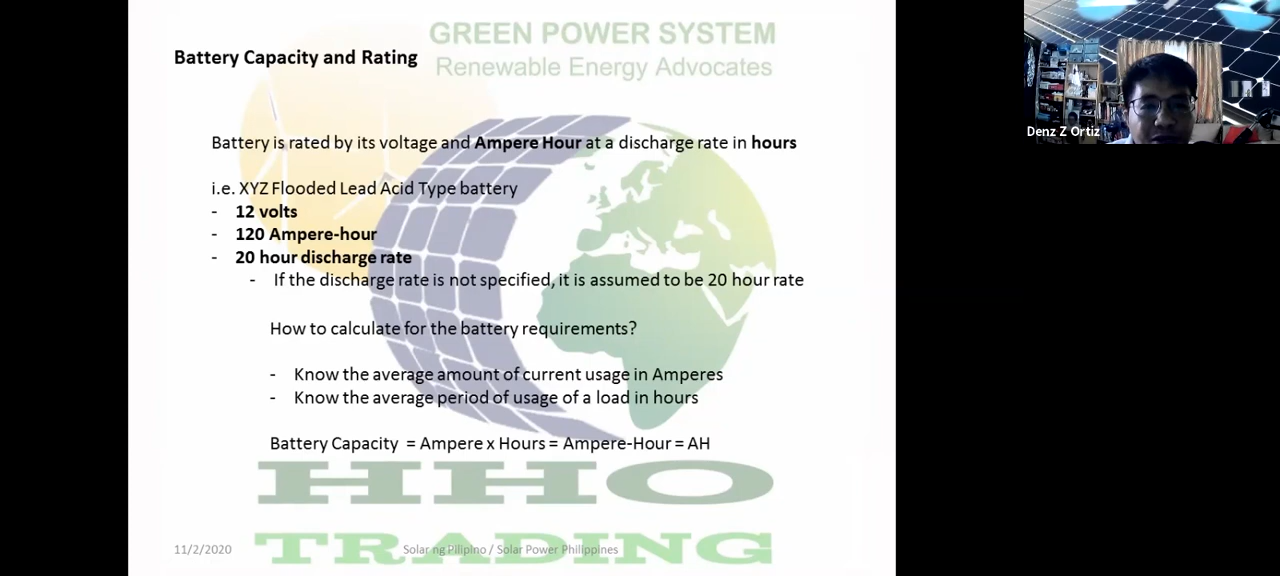 GREEN POWER SYSTEM
Renewable Energy Advocates
Battery Capacity and Rating
Battery is rated by its voltage and Ampere Hour at a discharge rate in hours
i.e. XYZ Flooded Lead Acid Type battery
- 12 volts
- 120 Ampere-hour
- 20 hour discharge rate
- If the discharge rate is not specified, it is assumed to be 20 hour rate
How to calculate for the battery requirements?
- Know the average amount of current usage in Amperes
- Know the average period of usage of a load in hours
Battery Capacity = Ampere x Hours = Ampere-Hour = AH
HHO
TRADING
11/2/2020
Solar ng Pilipino / Solar Power Philippines
Denz Z Ortiz